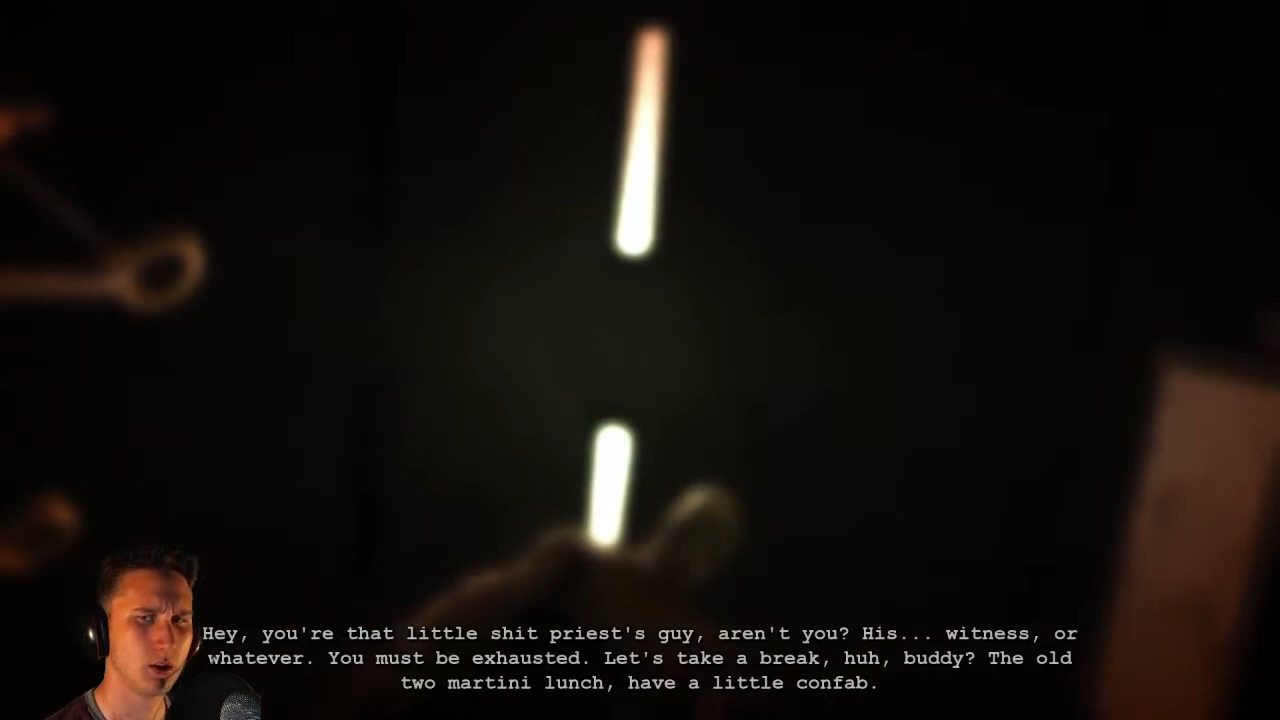 Hey, you're that little shit priest's guy, aren't you? His... witness, or
whatever. You must be exhausted. Let's take a break, huh, buddy? The old
two martini lunch, have a little confab.